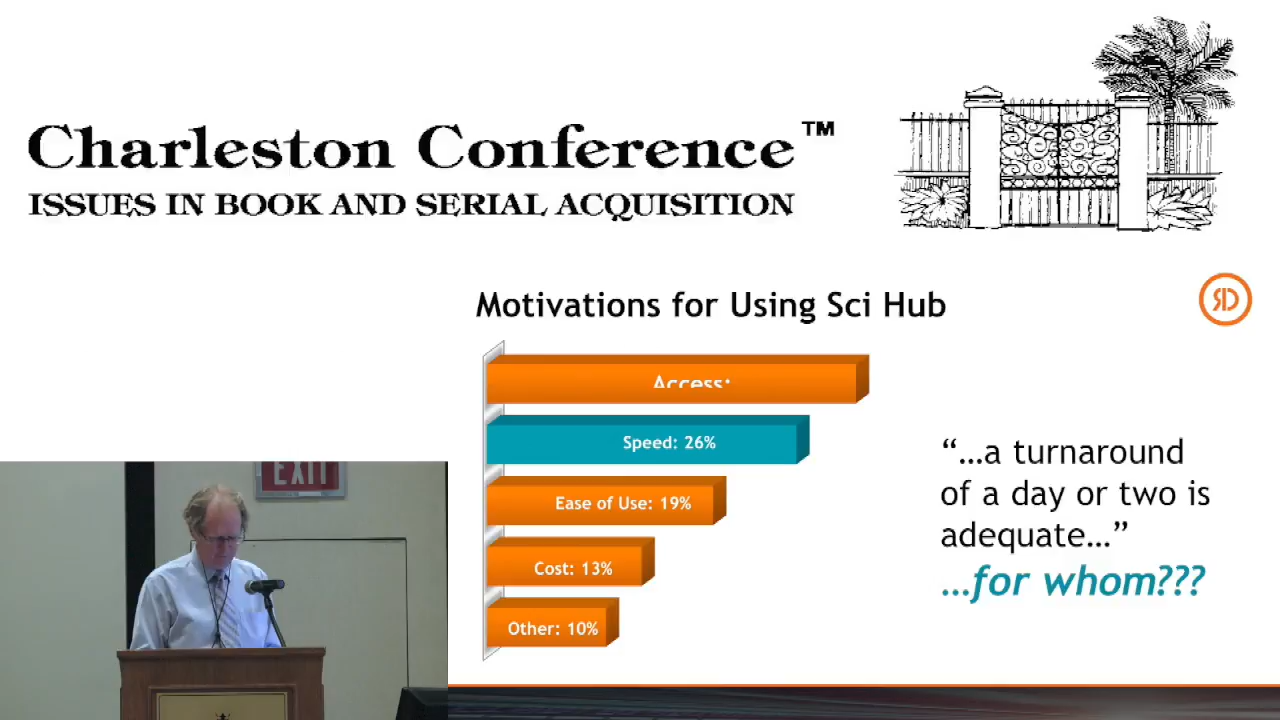 Charleston Conference™
ISSUES IN BOOK AND SERIAL ACQUISITION
Motivations for Using Sci Hub
Access:
Speed: 26%
Ease of Use: 19%
Cost: 13%
Other: 10%
“…a turnaround
of a day or two is
adequate…”
…for whom???
EXIT